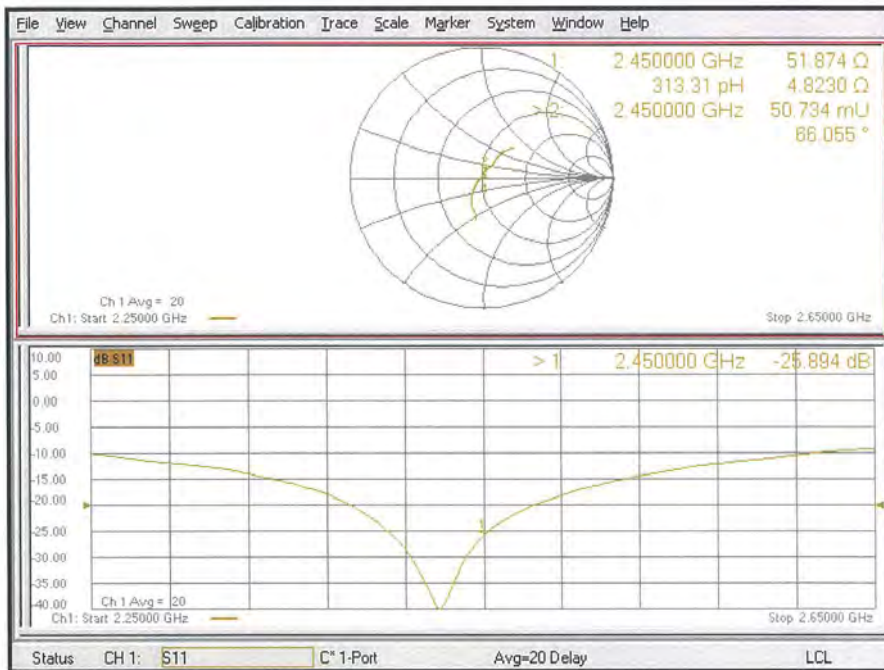 File View Channel Sweep Calibration Trace Scale Marker System Window Help
1: 2.450000 GHz 51.874 Ω
313.31 pH 4.8230 Ω
> 2: 2.450000 GHz 50.734 mU
66.055 °
Ch 1 Avg = 20
Ch1: Start 2.25000 GHz
Stop 2.65000 GHz
10.00
dB S11
> 1: 2.450000 GHz -25.894 dB
5.00
0.00
-5.00
-10.00
-15.00
-20.00
-25.00
1
-30.00
-35.00
-40.00
Ch 1 Avg = 20
Ch1: Start 2.25000 GHz
Stop 2.65000 GHz
Status CH 1: S11 C* 1-Port Avg=20 Delay LCL